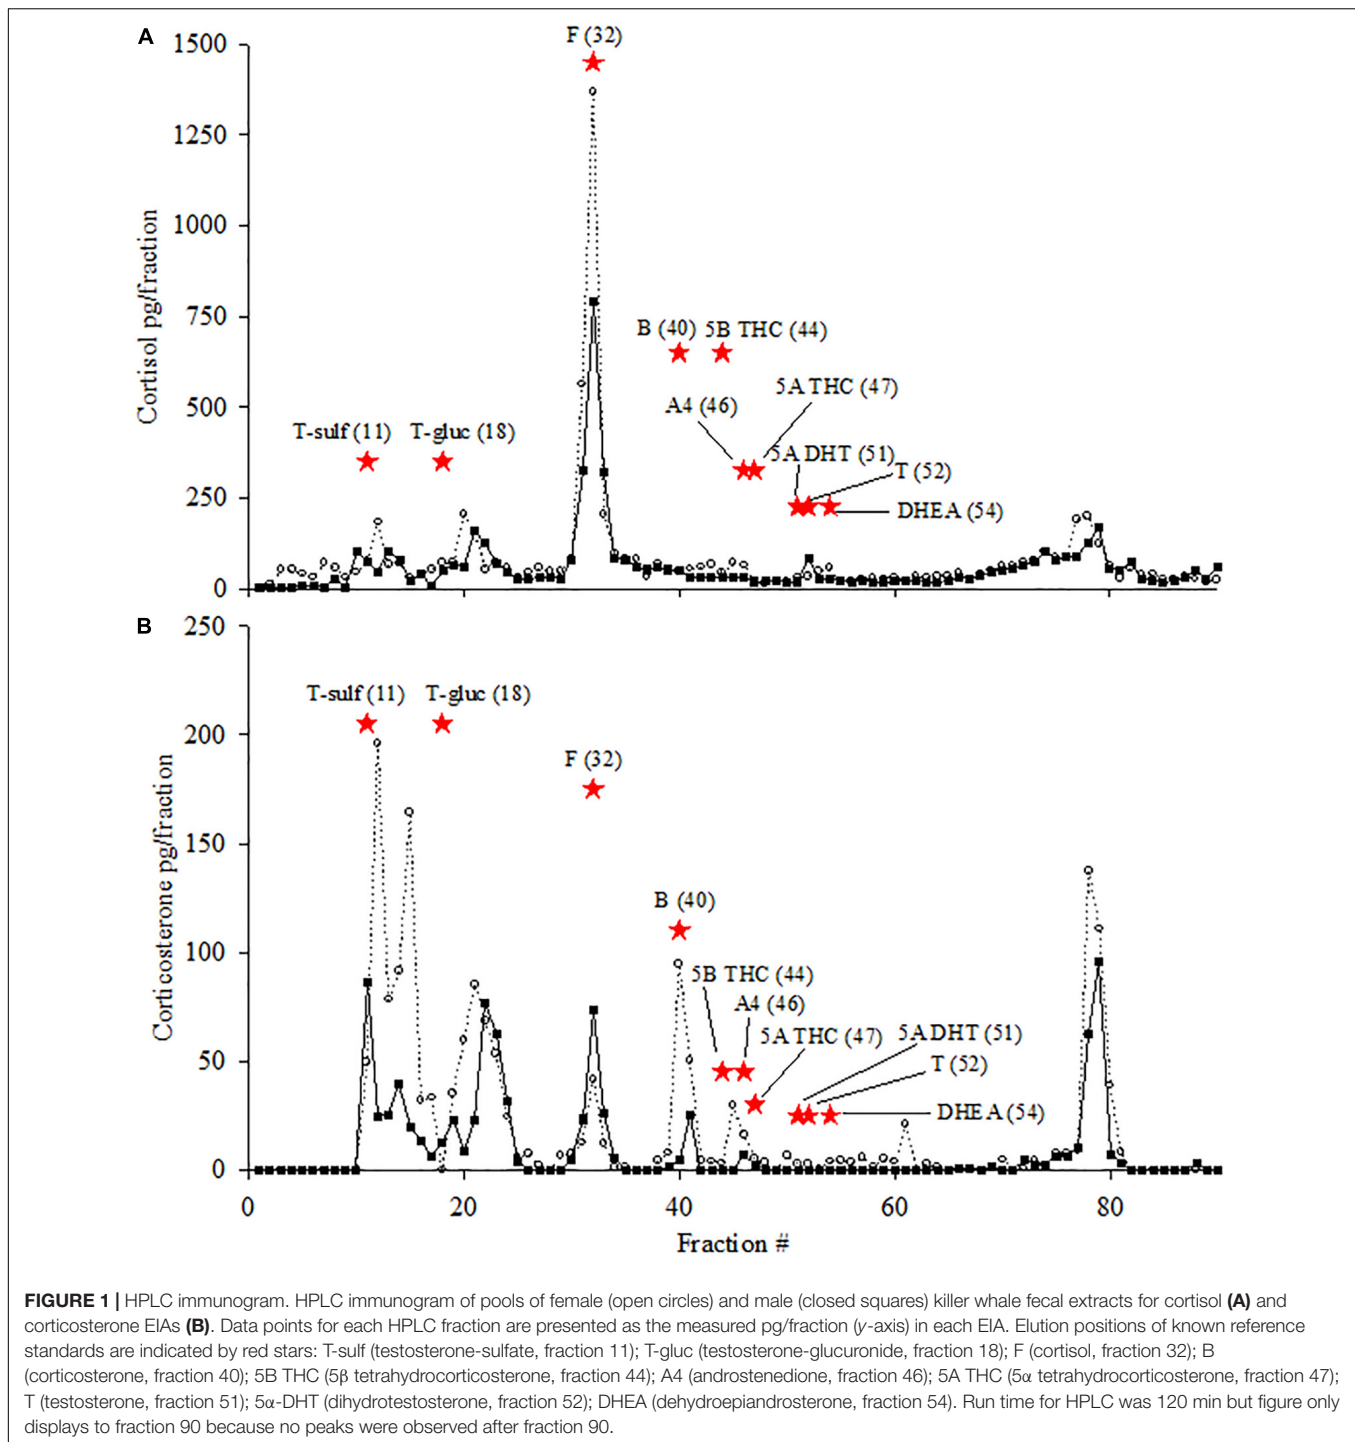 A
1500
F (32)
1250
1000
750
B (40) 5B THC (44)
5A THC (47)
500
A4 (46)
T-sulf (11) T-gluc (18)
5A DHT (51)
T (52)
250
DHEA (54)
0
Cortisol pg/fraction
B
250
T-sulf (11) T-gluc (18)
200
F (32)
150
B (40)
100
5B THC (44)
A4 (46)
5A THC (47)
5A DHT (51)
T (52)
50
DHEA (54)
0
Corticosterone pg/fraction
0 20 40 60 80
Fraction #
FIGURE 1 | HPLC immunogram. HPLC immunogram of pools of female (open circles) and male (closed squares) killer whale fecal extracts for cortisol (A) and
corticosterone EIAs (B). Data points for each HPLC fraction are presented as the measured pg/fraction (y-axis) in each EIA. Elution positions of known reference
standards are indicated by red stars: T-sulf (testosterone-sulfate, fraction 11); T-gluc (testosterone-glucuronide, fraction 18); F (cortisol, fraction 32); B
(corticosterone, fraction 40); 5B THC (5β tetrahydrocorticosterone, fraction 44); A4 (androstenedione, fraction 46); 5A THC (5α tetrahydrocorticosterone, fraction 47);
T (testosterone, fraction 51); 5α-DHT (dihydrotestosterone, fraction 52); DHEA (dehydroepiandrosterone, fraction 54). Run time for HPLC was 120 min but figure only
displays to fraction 90 because no peaks were observed after fraction 90.